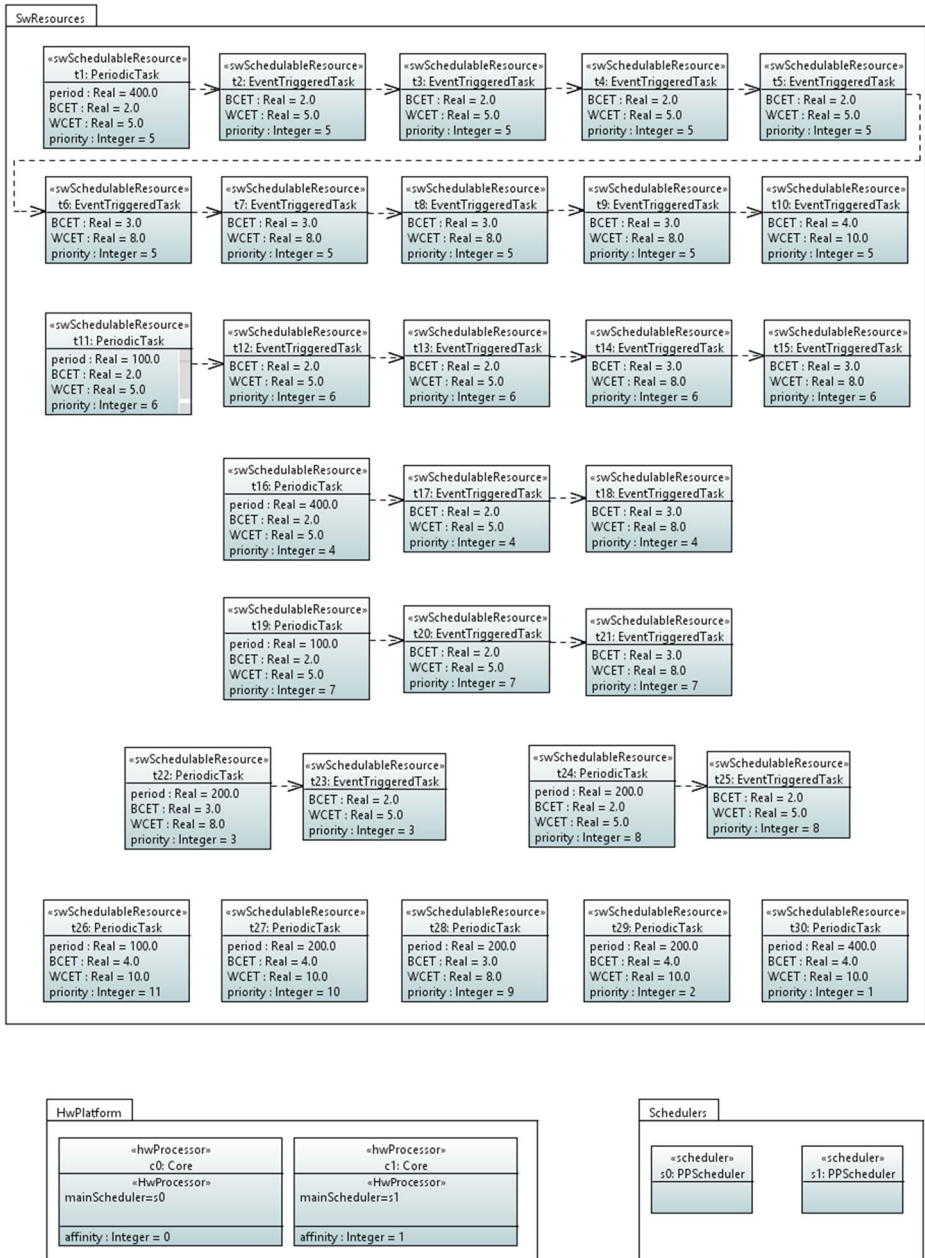 SwResources
«swSchedulableResource»
t1: PeriodicTask
period : Real = 400.0
BCET : Real = 2.0
WCET : Real = 5.0
priority : Integer = 5
«swSchedulableResource»
t2: EventTriggeredTask
BCET : Real = 2.0
WCET : Real = 5.0
priority : Integer = 5
«swSchedulableResource»
t3: EventTriggeredTask
BCET : Real = 2.0
WCET : Real = 5.0
priority : Integer = 5
«swSchedulableResource»
t4: EventTriggeredTask
BCET : Real = 2.0
WCET : Real = 5.0
priority : Integer = 5
«swSchedulableResource»
t5: EventTriggeredTask
BCET : Real = 2.0
WCET : Real = 5.0
priority : Integer = 5
«swSchedulableResource»
t6: EventTriggeredTask
BCET : Real = 3.0
WCET : Real = 8.0
priority : Integer = 5
«swSchedulableResource»
t7: EventTriggeredTask
BCET : Real = 3.0
WCET : Real = 8.0
priority : Integer = 5
«swSchedulableResource»
t8: EventTriggeredTask
BCET : Real = 3.0
WCET : Real = 8.0
priority : Integer = 5
«swSchedulableResource»
t9: EventTriggeredTask
BCET : Real = 3.0
WCET : Real = 8.0
priority : Integer = 5
«swSchedulableResource»
t10: EventTriggeredTask
BCET : Real = 4.0
WCET : Real = 10.0
priority : Integer = 5
«swSchedulableResource»
t11: PeriodicTask
period : Real = 100.0
BCET : Real = 2.0
WCET : Real = 5.0
priority : Integer = 6
«swSchedulableResource»
t12: EventTriggeredTask
BCET : Real = 2.0
WCET : Real = 5.0
priority : Integer = 6
«swSchedulableResource»
t13: EventTriggeredTask
BCET : Real = 2.0
WCET : Real = 5.0
priority : Integer = 6
«swSchedulableResource»
t14: EventTriggeredTask
BCET : Real = 3.0
WCET : Real = 8.0
priority : Integer = 6
«swSchedulableResource»
t15: EventTriggeredTask
BCET : Real = 3.0
WCET : Real = 8.0
priority : Integer = 6
«swSchedulableResource»
t16: PeriodicTask
period : Real = 400.0
BCET : Real = 2.0
WCET : Real = 5.0
priority : Integer = 4
«swSchedulableResource»
t17: EventTriggeredTask
BCET : Real = 2.0
WCET : Real = 5.0
priority : Integer = 4
«swSchedulableResource»
t18: EventTriggeredTask
BCET : Real = 3.0
WCET : Real = 8.0
priority : Integer = 4
«swSchedulableResource»
t19: PeriodicTask
period : Real = 100.0
BCET : Real = 2.0
WCET : Real = 5.0
priority : Integer = 7
«swSchedulableResource»
t20: EventTriggeredTask
BCET : Real = 2.0
WCET : Real = 5.0
priority : Integer = 7
«swSchedulableResource»
t21: EventTriggeredTask
BCET : Real = 3.0
WCET : Real = 8.0
priority : Integer = 7
«swSchedulableResource»
t22: PeriodicTask
period : Real = 200.0
BCET : Real = 3.0
WCET : Real = 8.0
priority : Integer = 3
«swSchedulableResource»
t23: EventTriggeredTask
BCET : Real = 2.0
WCET : Real = 5.0
priority : Integer = 3
«swSchedulableResource»
t24: PeriodicTask
period : Real = 200.0
BCET : Real = 2.0
WCET : Real = 5.0
priority : Integer = 8
«swSchedulableResource»
t25: EventTriggeredTask
BCET : Real = 2.0
WCET : Real = 5.0
priority : Integer = 8
«swSchedulableResource»
t26: PeriodicTask
period : Real = 100.0
BCET : Real = 4.0
WCET : Real = 10.0
priority : Integer = 11
«swSchedulableResource»
t27: PeriodicTask
period : Real = 200.0
BCET : Real = 4.0
WCET : Real = 10.0
priority : Integer = 10
«swSchedulableResource»
t28: PeriodicTask
period : Real = 200.0
BCET : Real = 3.0
WCET : Real = 8.0
priority : Integer = 9
«swSchedulableResource»
t29: PeriodicTask
period : Real = 200.0
BCET : Real = 4.0
WCET : Real = 10.0
priority : Integer = 2
«swSchedulableResource»
t30: PeriodicTask
period : Real = 400.0
BCET : Real = 4.0
WCET : Real = 10.0
priority : Integer = 1
HwPlatform
«hwProcessor»
c0: Core
«HwProcessor»
mainScheduler=s0
affinity : Integer = 0
«hwProcessor»
c1: Core
«HwProcessor»
mainScheduler=s1
affinity : Integer = 1
Schedulers
«scheduler»
s0: PPScheduler
«scheduler»
s1: PPScheduler